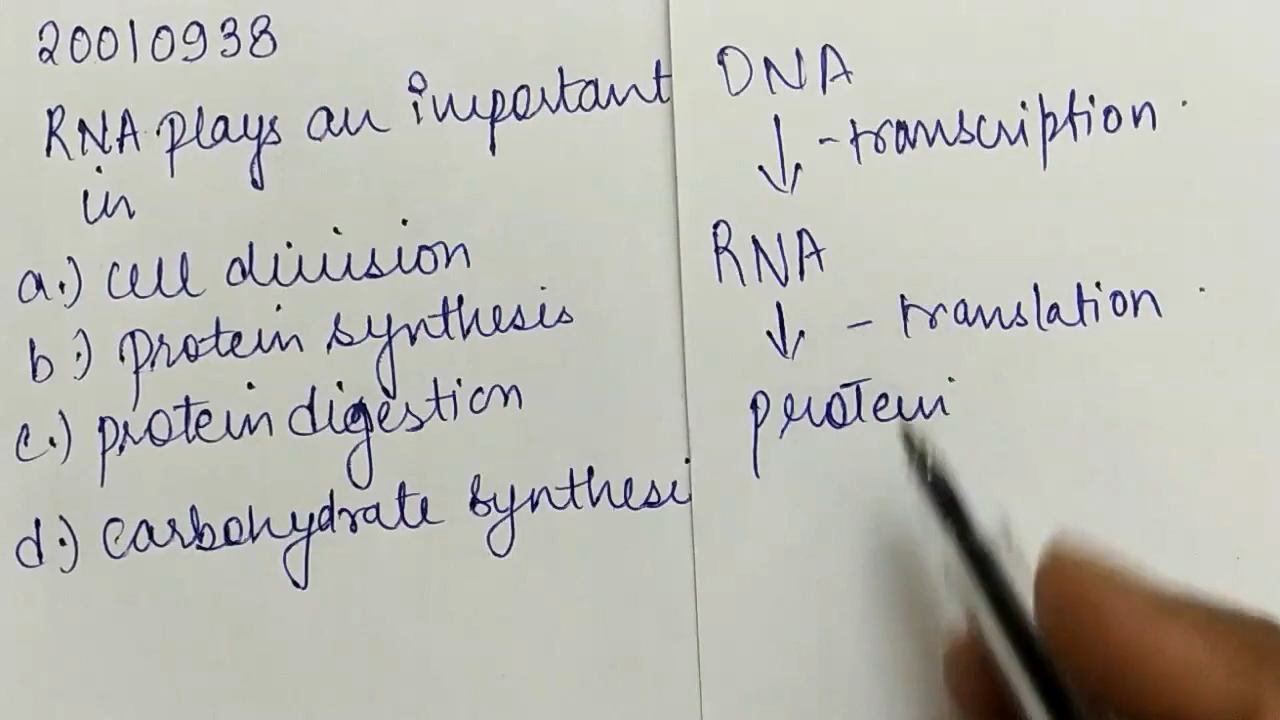 20010938
RNA plays an important
in
a.) cell division
b.) protein synthesis
c.) protein digestion
d.) carbohydrate synthesi
DNA
↓ - transcription
RNA
↓ - translation
protein